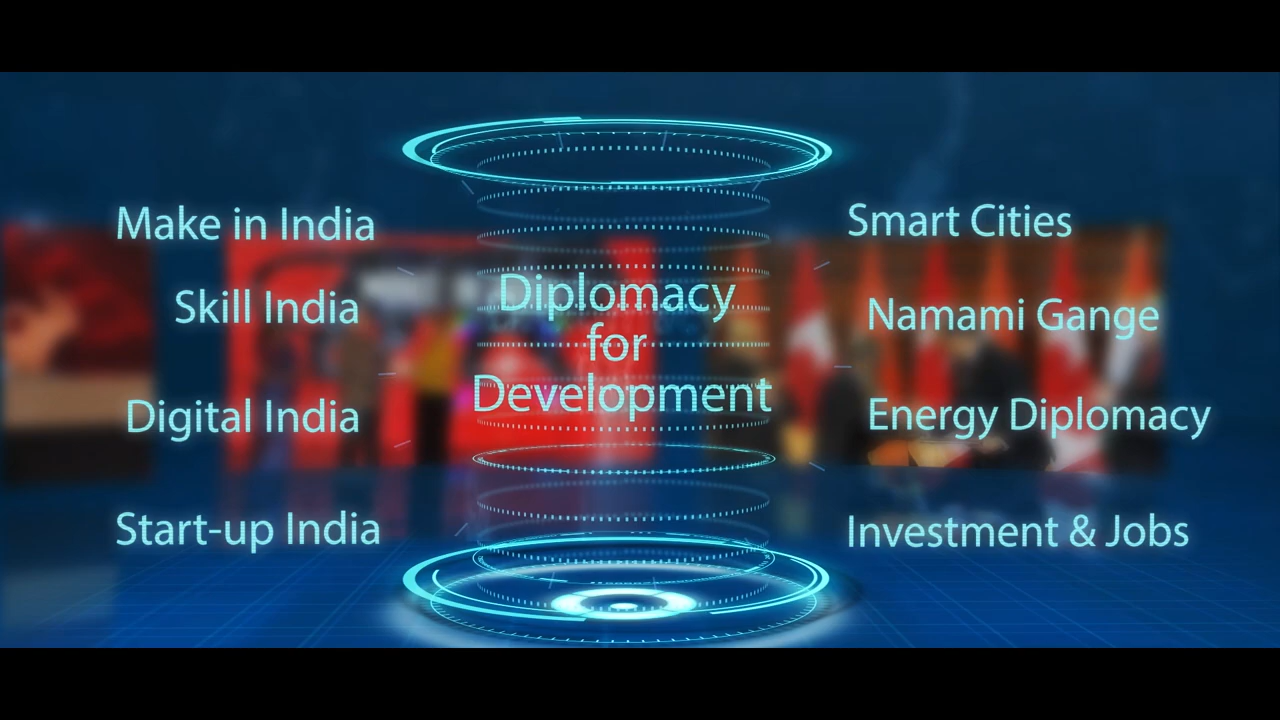 Make in India
Skill India
Digital India
Start-up India
Diplomacy
for
Development
Smart Cities
Namami Gange
Energy Diplomacy
Investment & Jobs